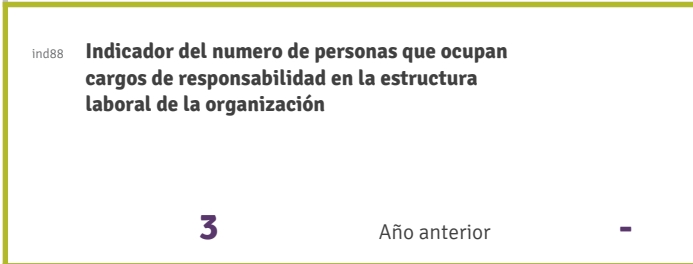 ind88 Indicador del numero de personas que ocupan
cargos de responsabilidad en la estructura
laboral de la organización
3 Año anterior -